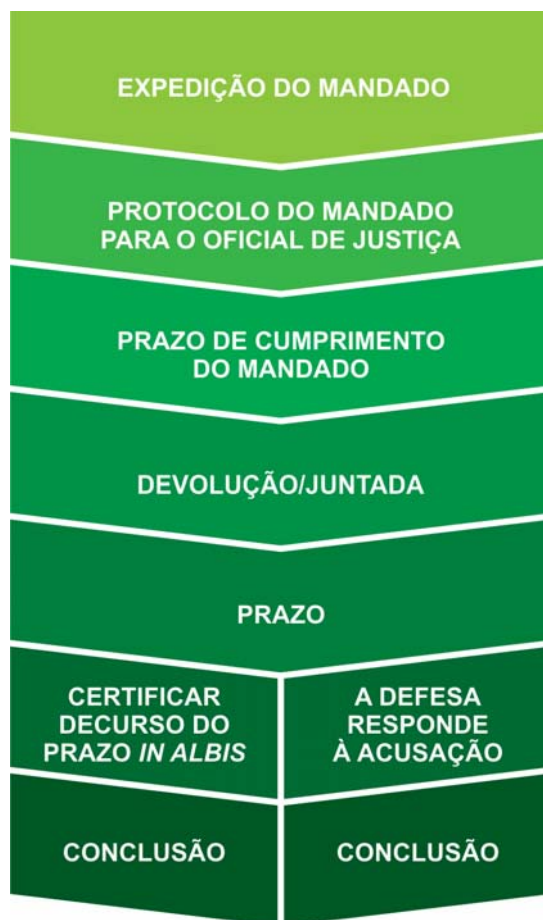 EXPEDIÇÃO DO MANDADO
PROTOCOLO DO MANDADO
PARA O OFICIAL DE JUSTIÇA
PRAZO DE CUMPRIMENTO
DO MANDADO
DEVOLUÇÃO/JUNTADA
PRAZO
CERTIFICAR
DECURSO DO
PRAZO IN ALBIS
A DEFESA
RESPONDE
À ACUSAÇÃO
CONCLUSÃO
CONCLUSÃO